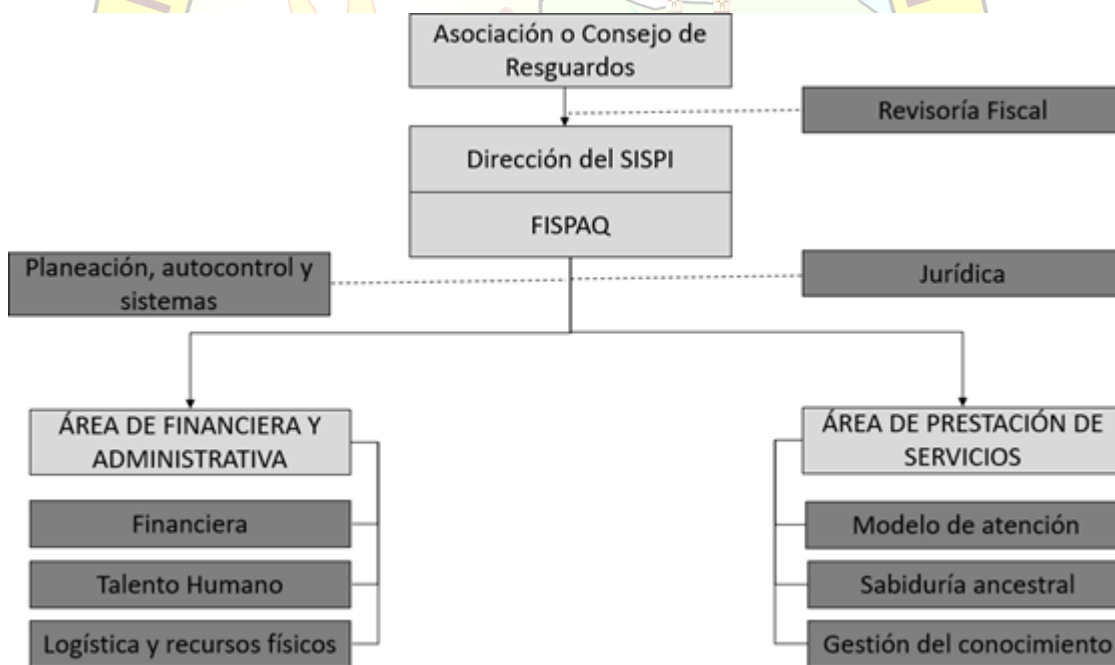 Asociación o Consejo de
Resguardos
Revisoría Fiscal
Dirección del SISPI
FISPAQ
Planeación, autocontrol y
sistemas
Jurídica
ÁREA DE FINANCIERA Y
ADMINISTRATIVA
Financiera
Talento Humano
Logística y recursos físicos
ÁREA DE PRESTACIÓN DE
SERVICIOS
Modelo de atención
Sabiduría ancestral
Gestión del conocimiento